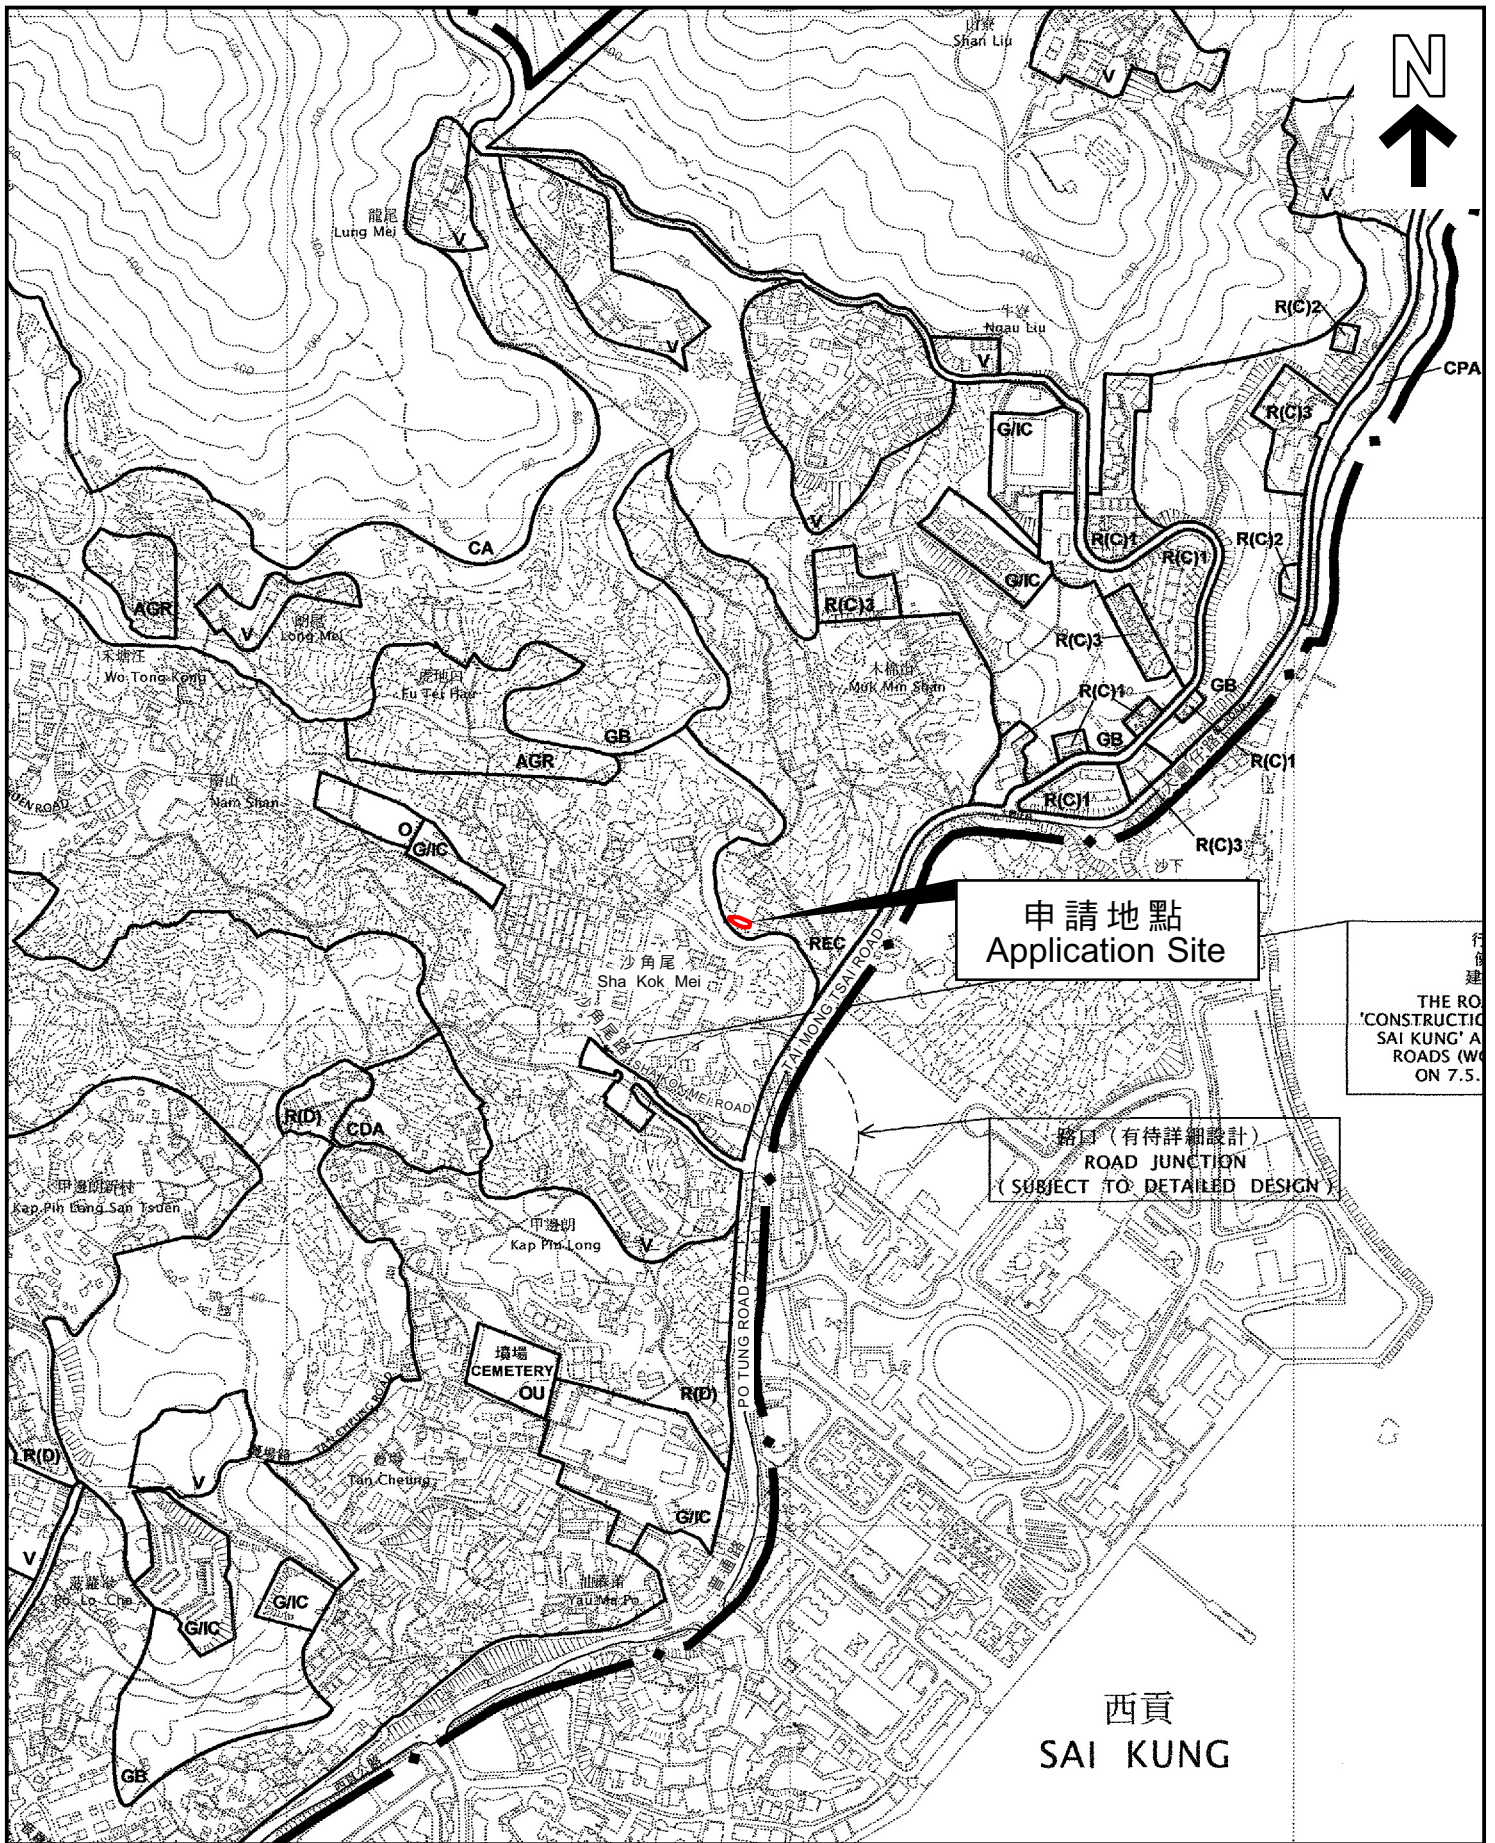 山寮
Shan Liu
N
V
V
龍尾
Lung Mei
V
V
牛寮
Ngau Liu
V
R(C)2
CPA
R(C)3
G/IC
V
CA
R(C)1
R(C)1
R(C)2
G/IC
AGR
V
朗尾
Long Mei
R(C)3
R(C)3
禾塘江
Wo Tong Kong
虎地口
Fu Tei Hau
木棉山
Muk Min Shan
R(C)1
GB
GB
GB
AGR
R(C)1
R(C)1
南山
Nam Shan
O
G/IC
R(C)3
沙下
申請地點
Application Site
REC
沙角尾
Sha Kok Mei
TAI MONG TSAI ROAD
沙角尾路
SHA KOK MEI ROAD
THE RO
'CONSTRUCTIO
SAI KUNG' A
ROADS (WO
ON 7.5.
R(D)
CDA
路口（有待詳細設計）
ROAD JUNCTION
( SUBJECT TO DETAILED DESIGN )
甲邊朗新村
Kap Pin Long San Tsuen
甲邊朗
Kap Pin Long
V
PO TUNG ROAD
墳場
CEMETERY
OU
R(D)
TAN CHEUNG ROAD
R(D)
V
躉場
Tan Cheung
G/IC
普通路
V
菠蘿輋
Po Lo Che
G/IC
G/IC
Yau Ma Po
西貢
SAI KUNG
GB